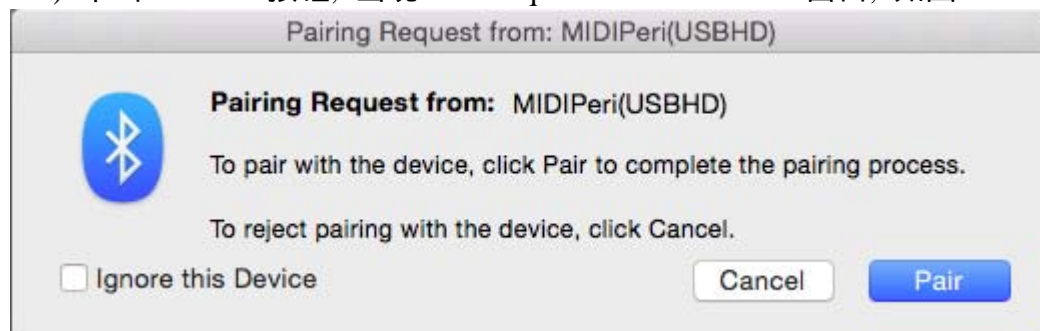 Pairing Request from: MIDIPeri(USBHD)
Pairing Request from: MIDIPeri(USBHD)
To pair with the device, click Pair to complete the pairing process.
To reject pairing with the device, click Cancel.
Ignore this Device
Cancel
Pair